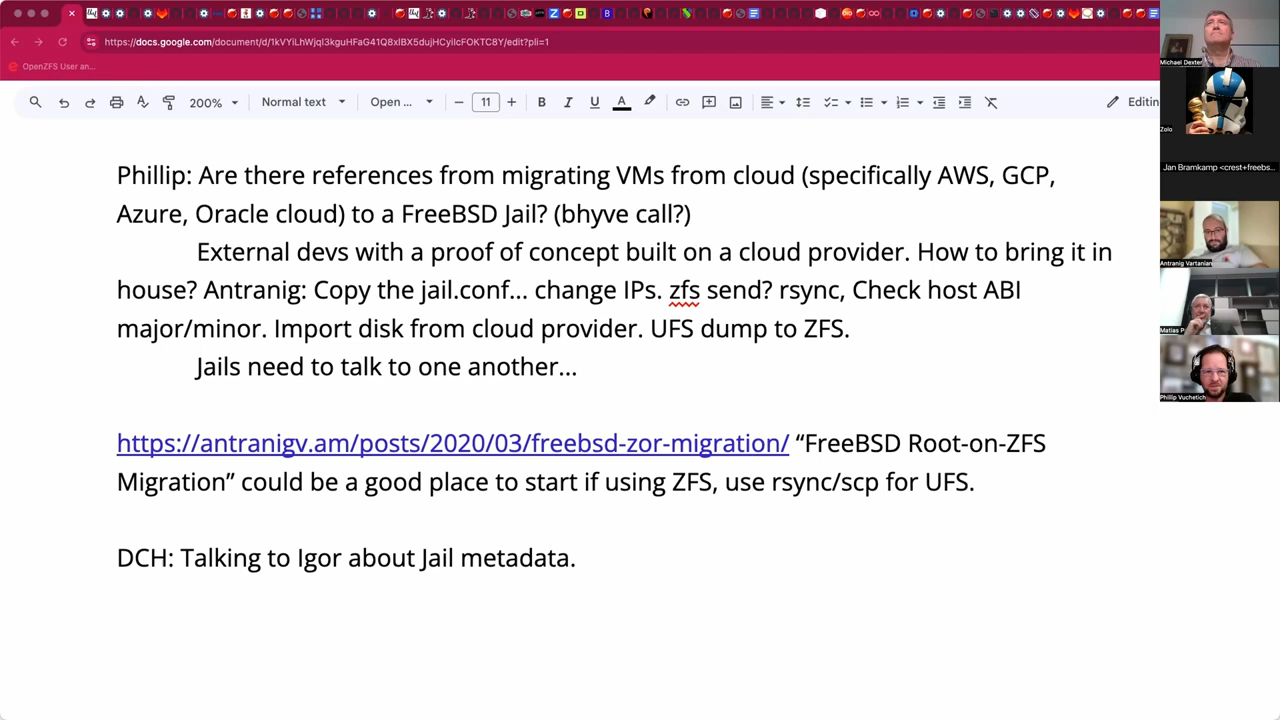 https://docs.google.com/document/d/1kVYiLhWjqI3kguHFaG41Q8xlBX5dujHCyiIcFOKTC8Y/edit?pli=1
OpenZFS User an...
200%
Normal text
Open ...
11
Editin
Phillip: Are there references from migrating VMs from cloud (specifically AWS, GCP,
Azure, Oracle cloud) to a FreeBSD Jail? (bhyve call?)
External devs with a proof of concept built on a cloud provider. How to bring it in
house? Antranig: Copy the jail.conf... change IPs. zfs send? rsync, Check host ABI
major/minor. Import disk from cloud provider. UFS dump to ZFS.
Jails need to talk to one another...
https://antranigv.am/posts/2020/03/freebsd-zor-migration/ “FreeBSD Root-on-ZFS
Migration” could be a good place to start if using ZFS, use rsync/scp for UFS.
DCH: Talking to Igor about Jail metadata.
Michael Dexter
Zolo
Jan Bramkamp <crest+freebs...
Antranig Vartanian
Matias P
Phillip Vuchetich